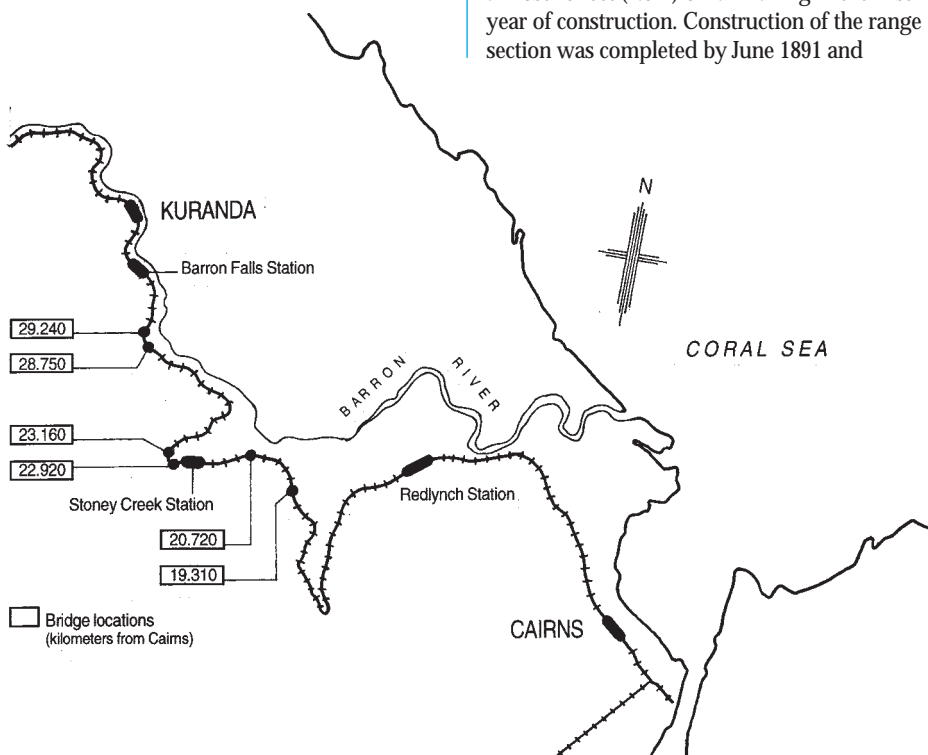 year of construction. Construction of the range
section was completed by June 1891 and
N
KURANDA
Barron Falls Station
29.240
28.750
CORAL SEA
BARRON RIVER
23.160
22.920
Stoney Creek Station
Redlynch Station
20.720
19.310
Bridge locations
(kilometers from Cairns)
CAIRNS